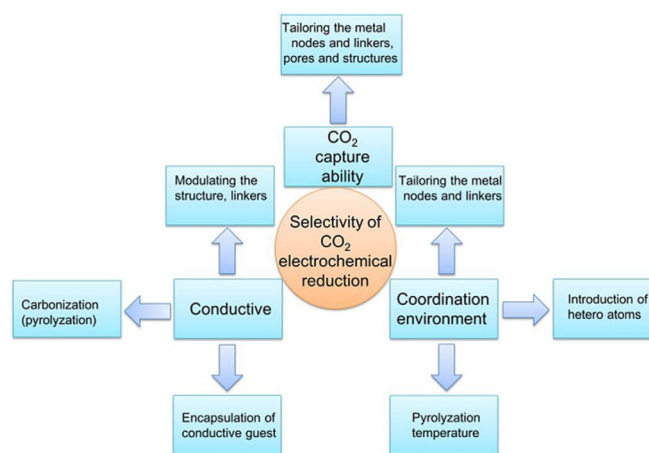 Tailoring the metal
nodes and linkers,
pores and structures
CO₂
capture
ability
Modulating the
structure, linkers
Tailoring the metal
nodes and linkers
Selectivity of
CO₂
electrochemical
reduction
Carbonization
(pyrolyzation)
Conductive
Coordination
environment
Introduction of
hetero atoms
Encapsulation of
conductive guest
Pyrolyzation
temperature